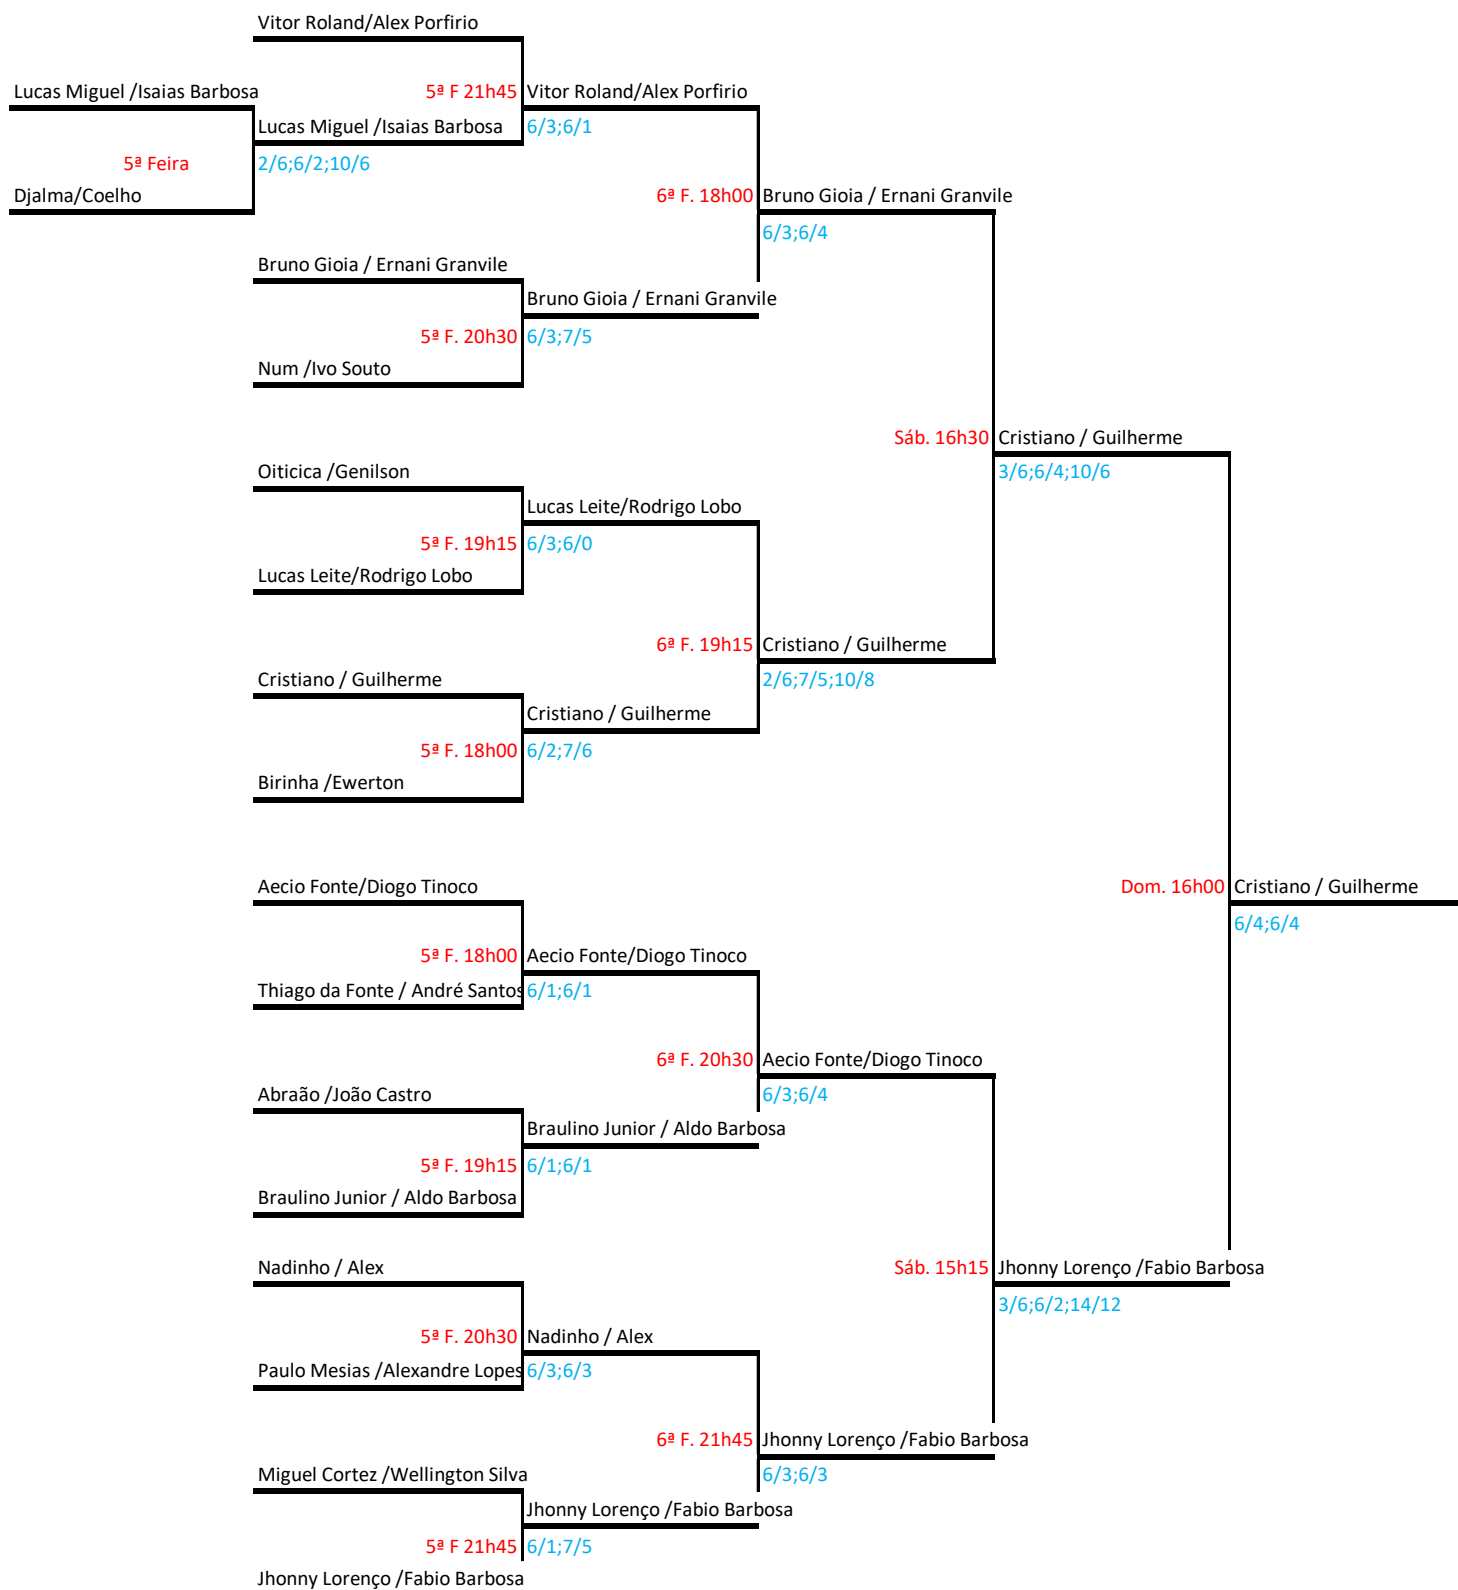 Vitor Roland/Alex Porfirio
Lucas Miguel /Isaias Barbosa
5ª F 21h45
Vitor Roland/Alex Porfirio
Lucas Miguel /Isaias Barbosa
6/3;6/1
5ª Feira
2/6;6/2;10/6
Djalma/Coelho
6ª F. 18h00
Bruno Gioia / Ernani Granvile
6/3;6/4
Bruno Gioia / Ernani Granvile
Bruno Gioia / Ernani Granvile
5ª F. 20h30
6/3;7/5
Num /Ivo Souto
Sáb. 16h30
Cristiano / Guilherme
3/6;6/4;10/6
Oiticica /Genilson
Lucas Leite/Rodrigo Lobo
5ª F. 19h15
6/3;6/0
Lucas Leite/Rodrigo Lobo
6ª F. 19h15
Cristiano / Guilherme
2/6;7/5;10/8
Cristiano / Guilherme
Cristiano / Guilherme
5ª F. 18h00
6/2;7/6
Birinha /Ewerton
Aecio Fonte/Diogo Tinoco
Dom. 16h00
Cristiano / Guilherme
6/4;6/4
5ª F. 18h00
Aecio Fonte/Diogo Tinoco
Thiago da Fonte / André Santos
6/1;6/1
6ª F. 20h30
Aecio Fonte/Diogo Tinoco
6/3;6/4
Abraão /João Castro
Braulino Junior / Aldo Barbosa
5ª F. 19h15
6/1;6/1
Braulino Junior / Aldo Barbosa
Nadinho / Alex
Sáb. 15h15
Jhonny Lorenço /Fabio Barbosa
3/6;6/2;14/12
5ª F. 20h30
Nadinho / Alex
Paulo Mesias /Alexandre Lopes
6/3;6/3
6ª F. 21h45
Jhonny Lorenço /Fabio Barbosa
6/3;6/3
Miguel Cortez /Wellington Silva
Jhonny Lorenço /Fabio Barbosa
5ª F 21h45
6/1;7/5
Jhonny Lorenço /Fabio Barbosa